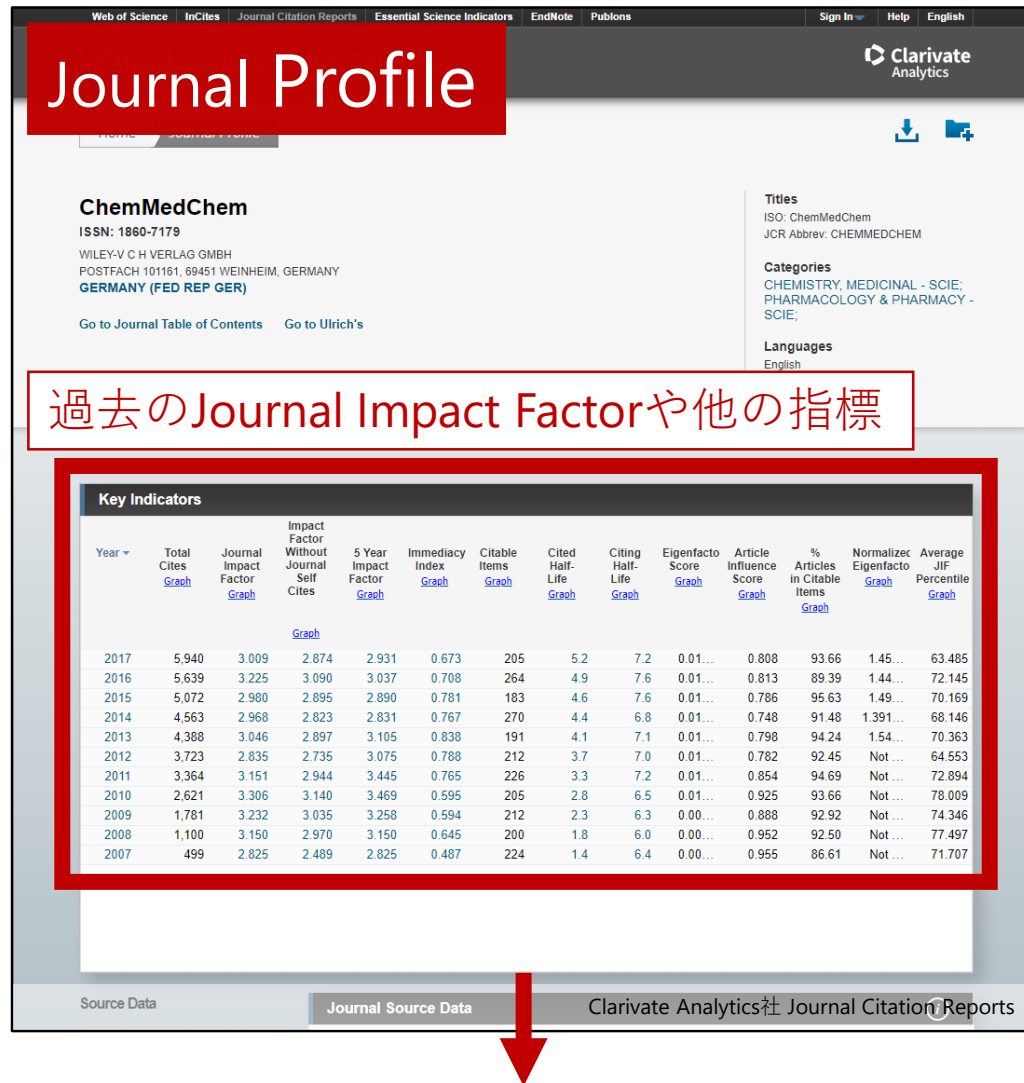 Web of Science InCites Journal Citation Reports Essential Science Indicators EndNote Publons Sign In Help English
Journal Profile
Clarivate
Analytics
Home Journal Profile
ChemMedChem
ISSN: 1860-7179
WILEY-V C H VERLAG GMBH
POSTFACH 101161, 69451 WEINHEIM, GERMANY
GERMANY (FED REP GER)
Go to Journal Table of Contents Go to Ulrich's
Titles
ISO: ChemMedChem
JCR Abbrev: CHEMMEDCHEM
Categories
CHEMISTRY, MEDICINAL - SCIE;
PHARMACOLOGY & PHARMACY -
SCIE;
Languages
English
過去のJournal Impact Factorや他の指標
Key Indicators
Year Total Cites Graph Journal Impact Factor Graph Impact Factor Without Journal Self Cites Graph 5 Year Impact Factor Graph Immediacy Index Graph Citable Items Graph Cited Half-Life Graph Citing Half-Life Graph Eigenfacto Score Graph Article Influence Score Graph % Articles in Citable Items Graph Normalizec Eigenfacto Graph Average JIF Percentile Graph
2017 5,940 3.009 2.874 2.931 0.673 205 5.2 7.2 0.01... 0.808 93.66 1.45... 63.485
2016 5,639 3.225 3.090 3.037 0.708 264 4.9 7.6 0.01... 0.813 89.39 1.44... 72.145
2015 5,072 2.980 2.895 2.890 0.781 183 4.6 7.6 0.01... 0.786 95.63 1.49... 70.169
2014 4,563 2.968 2.823 2.831 0.767 270 4.4 6.8 0.01... 0.748 91.48 1.391... 68.146
2013 4,388 3.046 2.897 3.105 0.838 191 4.1 7.1 0.01... 0.798 94.24 1.54... 70.363
2012 3,723 2.835 2.735 3.075 0.788 212 3.7 7.0 0.01... 0.782 92.45 Not ... 64.553
2011 3,364 3.151 2.944 3.445 0.765 226 3.3 7.2 0.01... 0.854 94.69 Not ... 72.894
2010 2,621 3.306 3.140 3.469 0.595 205 2.8 6.5 0.01... 0.925 93.66 Not ... 78.009
2009 1,781 3.232 3.035 3.258 0.594 212 2.3 6.3 0.00... 0.888 92.92 Not ... 74.346
2008 1,100 3.150 2.970 3.150 0.645 200 1.8 6.0 0.00... 0.952 92.50 Not ... 77.497
2007 499 2.825 2.489 2.825 0.487 224 1.4 6.4 0.00... 0.955 86.61 Not ... 71.707
Source Data
Journal Source Data
Clarivate Analytics社 Journal Citation Reports